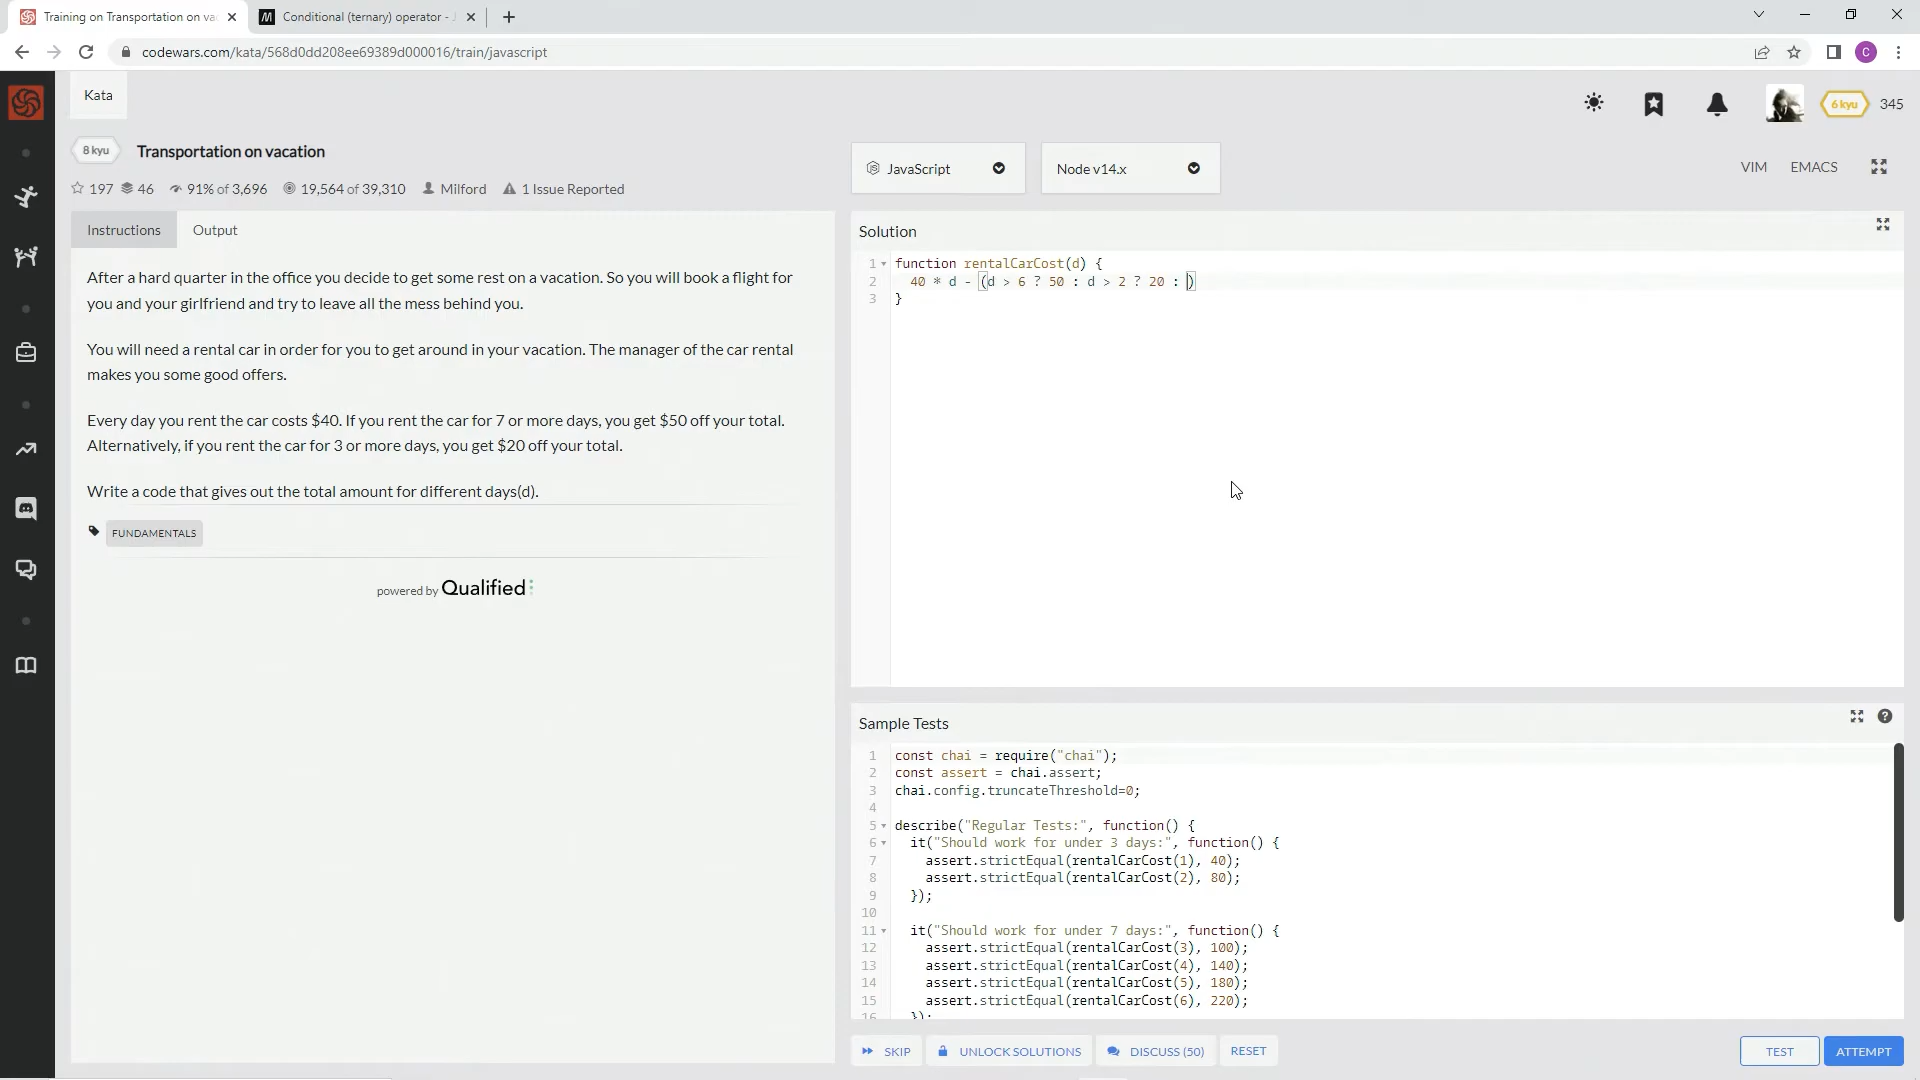 Training on Transportation on va
Conditional (ternary) operator - J
codewars.com/kata/568d0dd208ee69389d000016/train/javascript
C
Kata
6 kyu
345
8 kyu
Transportation on vacation
197
46
91% of 3,696
19,564 of 39,310
Milford
1 Issue Reported
JavaScript
Node v14.x
VIM
EMACS
Instructions
Output
After a hard quarter in the office you decide to get some rest on a vacation. So you will book a flight for
you and your girlfriend and try to leave all the mess behind you.
You will need a rental car in order for you to get around in your vacation. The manager of the car rental
makes you some good offers.
Every day you rent the car costs $40. If you rent the car for 7 or more days, you get $50 off your total.
Alternatively, if you rent the car for 3 or more days, you get $20 off your total.
Write a code that gives out the total amount for different days(d).
FUNDAMENTALS
powered by Qualified
Solution
1 function rentalCarCost(d) {
2 40 * d - (d > 6 ? 50 : d > 2 ? 20 : )
3 }
Sample Tests
1 const chai = require("chai");
2 const assert = chai.assert;
3 chai.config.truncateThreshold=0;
4
5 describe("Regular Tests:", function() {
6 it("Should work for under 3 days:", function() {
7 assert.strictEqual(rentalCarCost(1), 40);
8 assert.strictEqual(rentalCarCost(2), 80);
9 });
10
11 it("Should work for under 7 days:", function() {
12 assert.strictEqual(rentalCarCost(3), 100);
13 assert.strictEqual(rentalCarCost(4), 140);
14 assert.strictEqual(rentalCarCost(5), 180);
15 assert.strictEqual(rentalCarCost(6), 220);
16 });
SKIP
UNLOCK SOLUTIONS
DISCUSS (50)
RESET
TEST
ATTEMPT